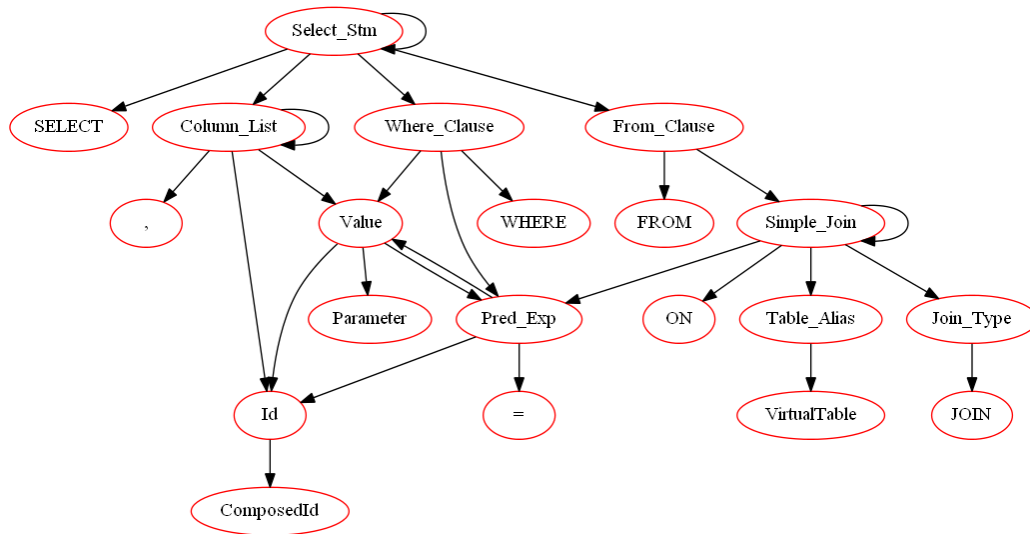 Select_Stm
SELECT
Column_List
Where_Clause
From_Clause
,
Value
WHERE
FROM
Simple_Join
Parameter
Pred_Exp
ON
Table_Alias
Join_Type
Id
=
VirtualTable
JOIN
ComposedId